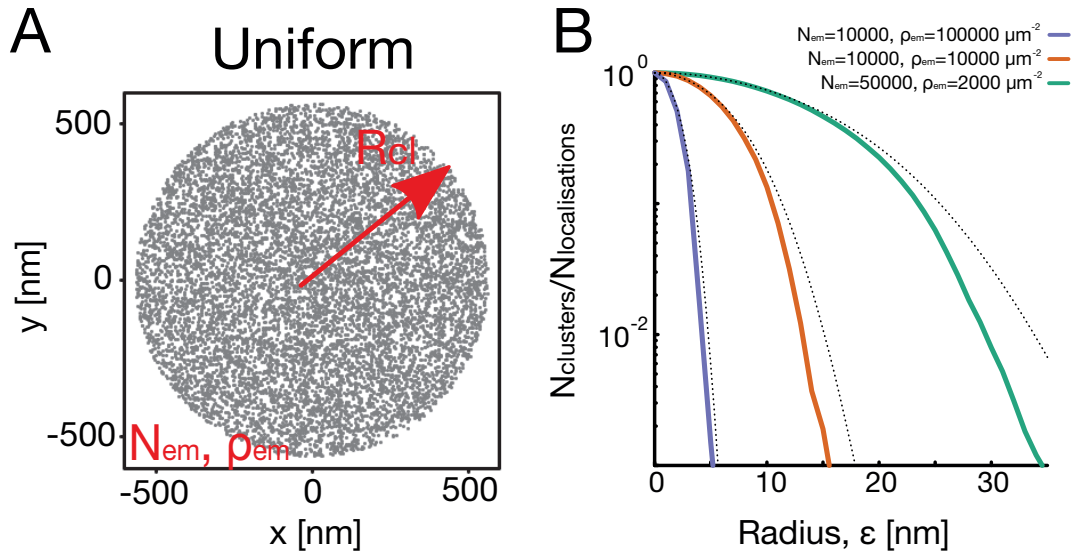 A
Uniform
500
0
-500
y [nm]
Rcl
Nem, ρem
-500
0
500
x [nm]
B
Nem=10000, ρem=100000 μm-2
Nem=10000, ρem=10000 μm-2
Nem=50000, ρem=2000 μm-2
10⁰
10⁻²
Nclusters/Nlocalisations
0
10
20
30
Radius, ε [nm]